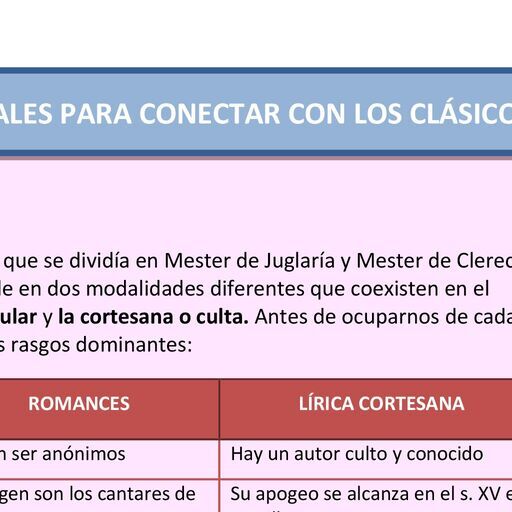 ALES PARA CONECTAR CON LOS CLÁSICO
que se dividía en Mester de Juglaría y Mester de Clerec
le en dos modalidades diferentes que coexisten en el
ular y la cortesana o culta. Antes de ocuparnos de cada
s rasgos dominantes:
ROMANCES LÍRICA CORTESANA
n ser anónimos Hay un autor culto y conocido
gen son los cantares de Su apogeo se alcanza en el s. XV e